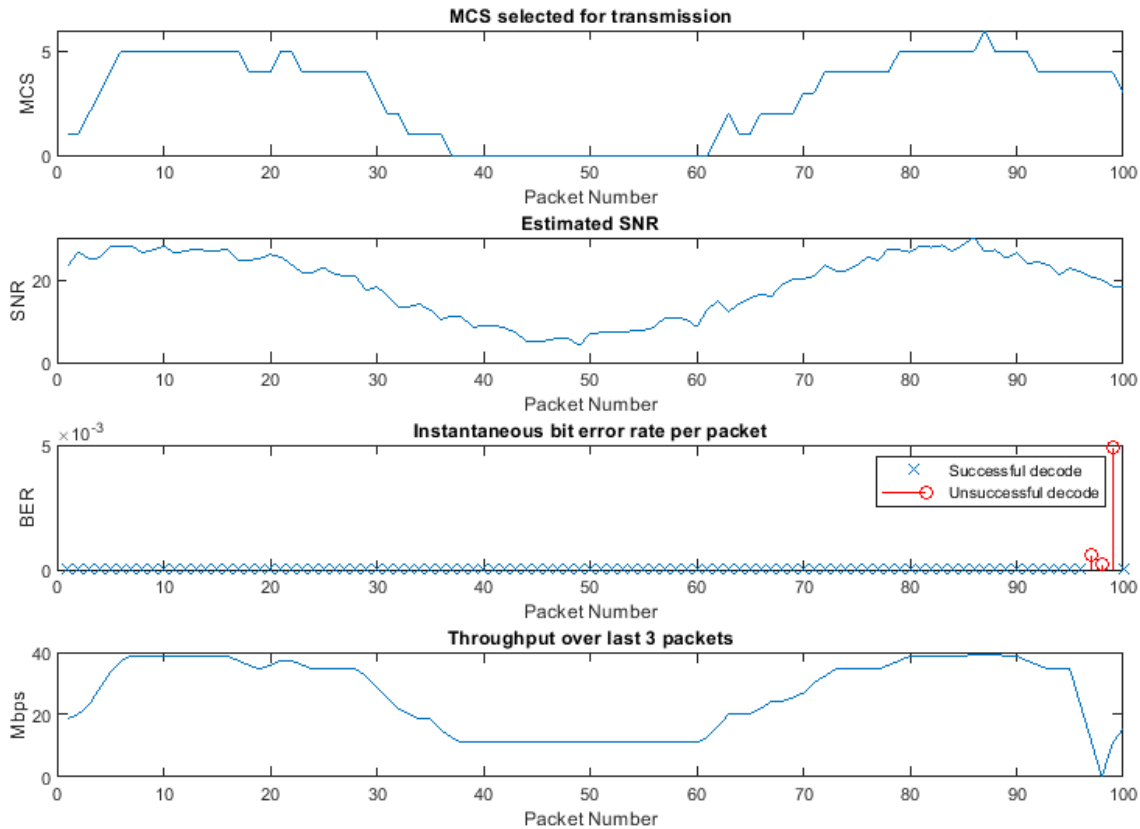 MCS selected for transmission
MCS
5
0
0 10 20 30 40 50 60 70 80 90 100
Packet Number
Estimated SNR
SNR
20
0
0 10 20 30 40 50 60 70 80 90 100
Packet Number
×10⁻³
Instantaneous bit error rate per packet
BER
5
0
Successful decode
Unsuccessful decode
0 10 20 30 40 50 60 70 80 90 100
Packet Number
Throughput over last 3 packets
Mbps
40
20
0
0 10 20 30 40 50 60 70 80 90 100
Packet Number